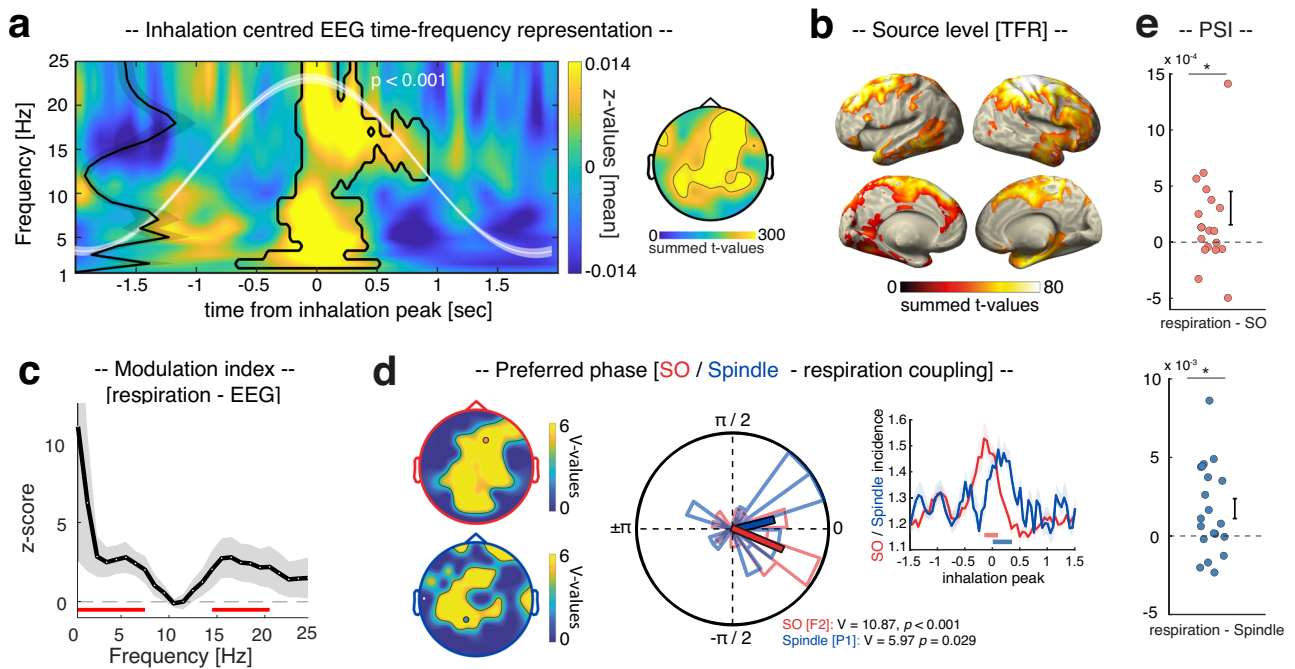 a
-- Inhalation centred EEG time-frequency representation --
25
20
15
10
5
1
Frequency [Hz]
p < 0.001
-1.5
-1
-0.5
0
0.5
1
1.5
time from inhalation peak [sec]
0.014
0
-0.014
z-values [mean]
0
300
summed t-values
b
-- Source level [TFR] --
0
80
summed t-values
e
-- PSI --
x 10-4
*
15
10
5
0
-5
respiration - SO
c
-- Modulation index --
[respiration - EEG]
10
5
0
z-score
0
5
10
15
20
25
Frequency [Hz]
d
-- Preferred phase [SO / Spindle - respiration coupling] --
6
0
V-values
6
0
V-values
π / 2
±π
0
-π / 2
1.6
1.5
1.4
1.3
1.2
1.1
SO / Spindle incidence
-1.5
-1
-0.5
0
0.5
1
1.5
inhalation peak
SO [F2]: V = 10.87, p < 0.001
Spindle [P1]: V = 5.97 p = 0.029
x 10-3
*
10
5
0
-5
respiration - Spindle